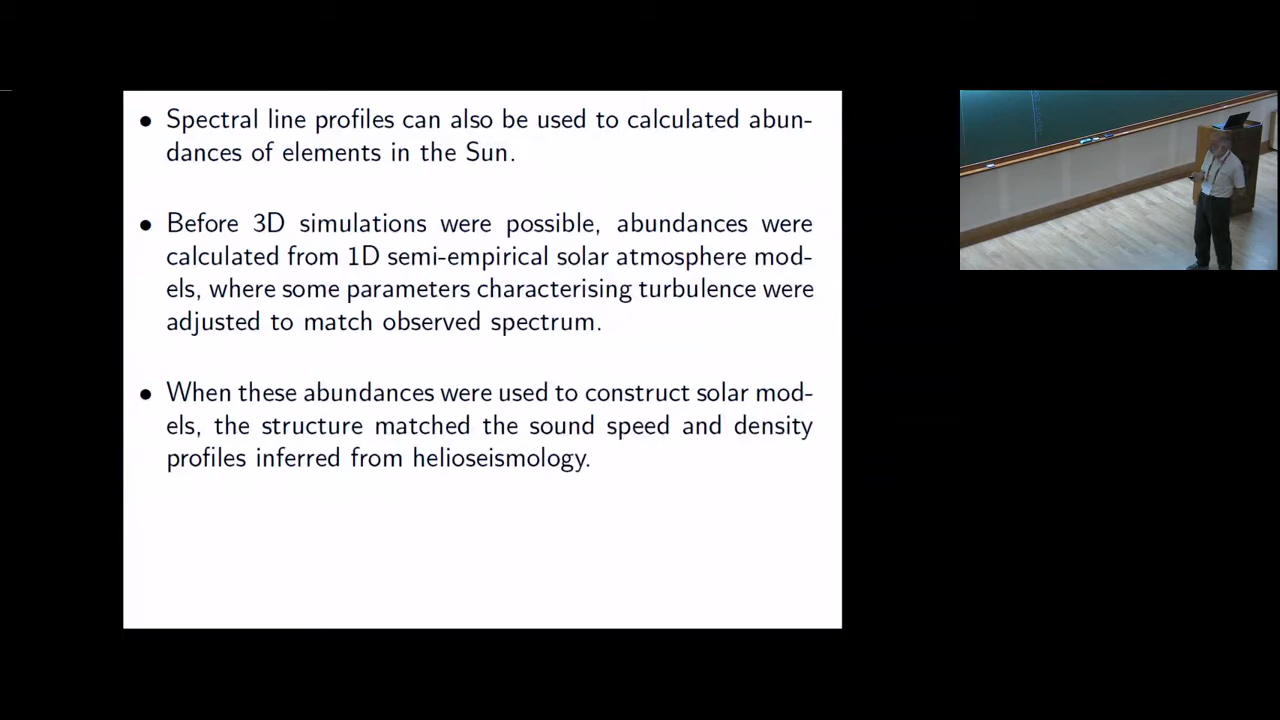 • Spectral line profiles can also be used to calculated abun-
dances of elements in the Sun.
• Before 3D simulations were possible, abundances were
calculated from 1D semi-empirical solar atmosphere mod-
els, where some parameters characterising turbulence were
adjusted to match observed spectrum.
• When these abundances were used to construct solar mod-
els, the structure matched the sound speed and density
profiles inferred from helioseismology.